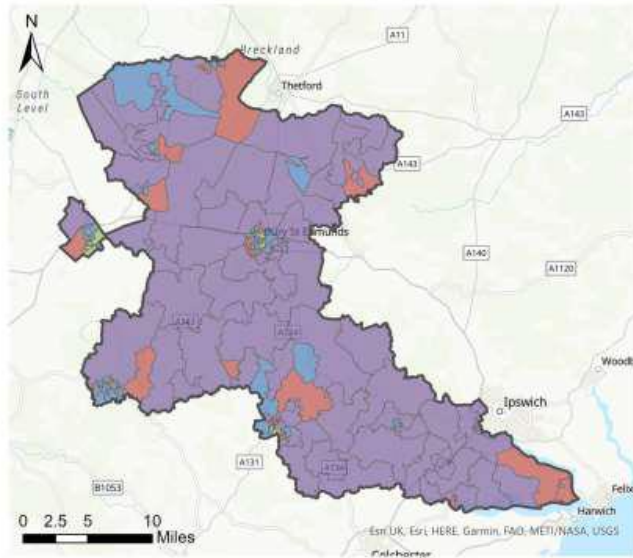 N
Breckland
A11
Thetford
South
Level
A143
A143
Bury St Edmunds
A140
A1120
A143
A134
Woodb
Ipswich
A131
A134
B1053
Felix
Harwich
0 2.5 5 10
Miles
Esri UK, Esri, HERE, Garmin, FAO, METI/NASA, USGS
Colchester